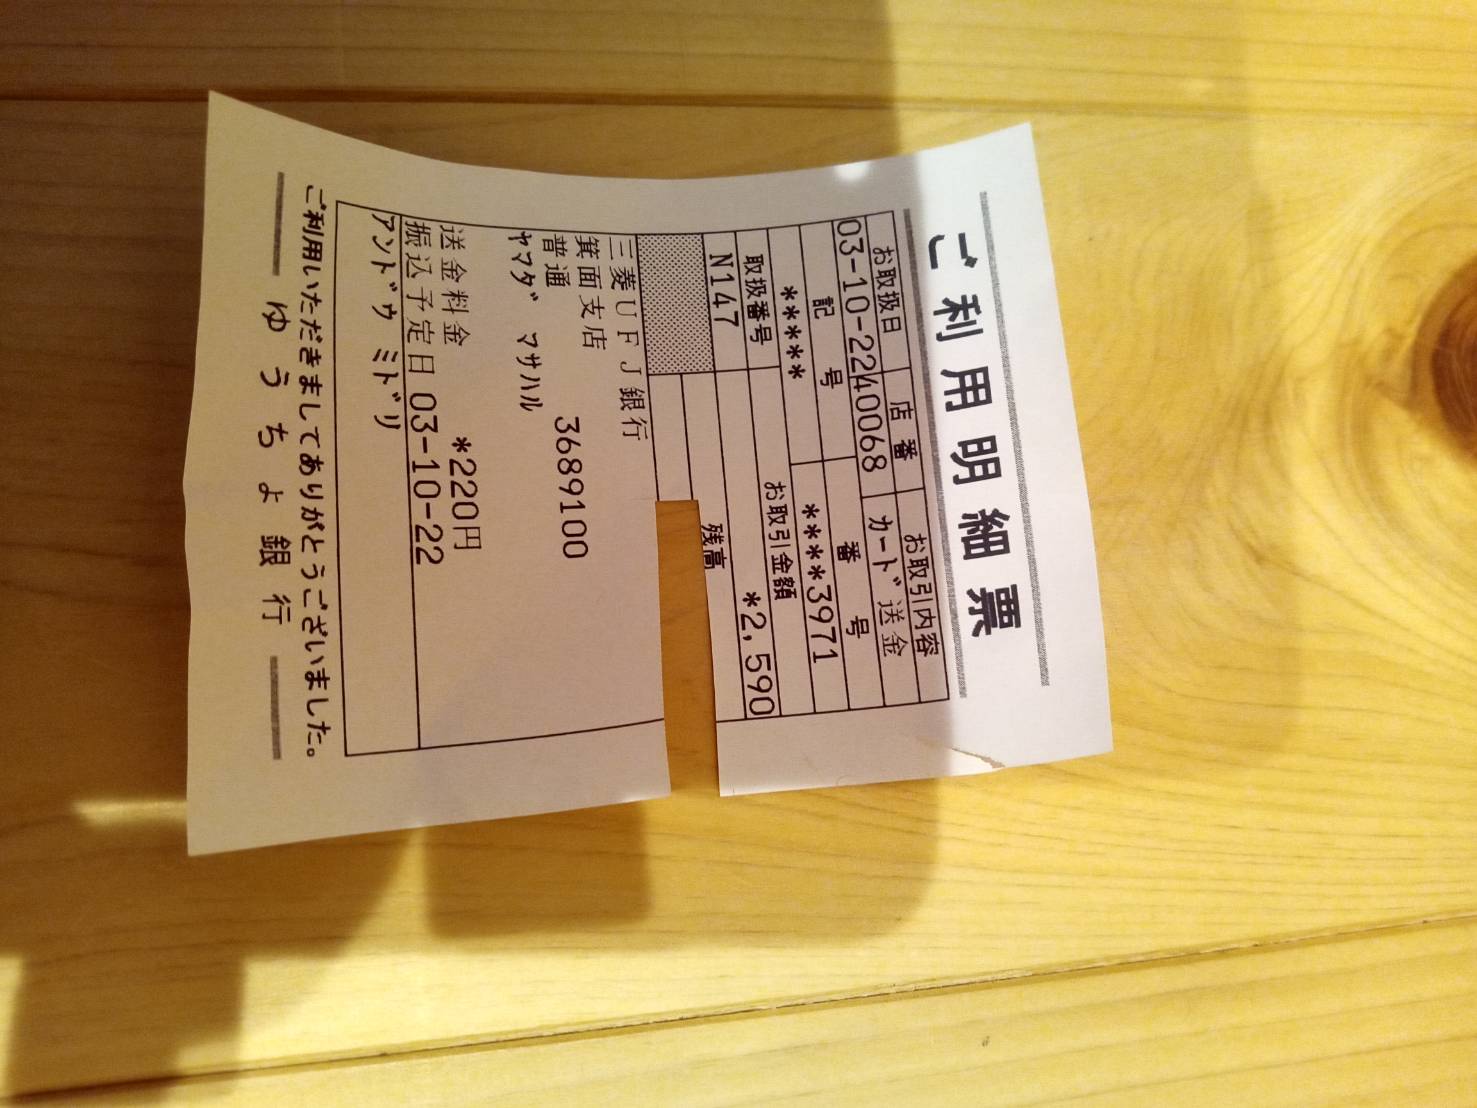 ご利用明細票
お取扱日 店番 お取引内容
03-10-22 40068 カード送金
記号 番号
***** ****3971
取扱番号 お取引金額
N147 *2,590
残高
三菱UFJ銀行
箕面支店
普通 3689100
ヤマダ マサハル
送金料金 *220円
振込予定日 03-10-22
アンドウ ミドリ
ご利用いただきましてありがとうございました。
ゆうちょ銀行